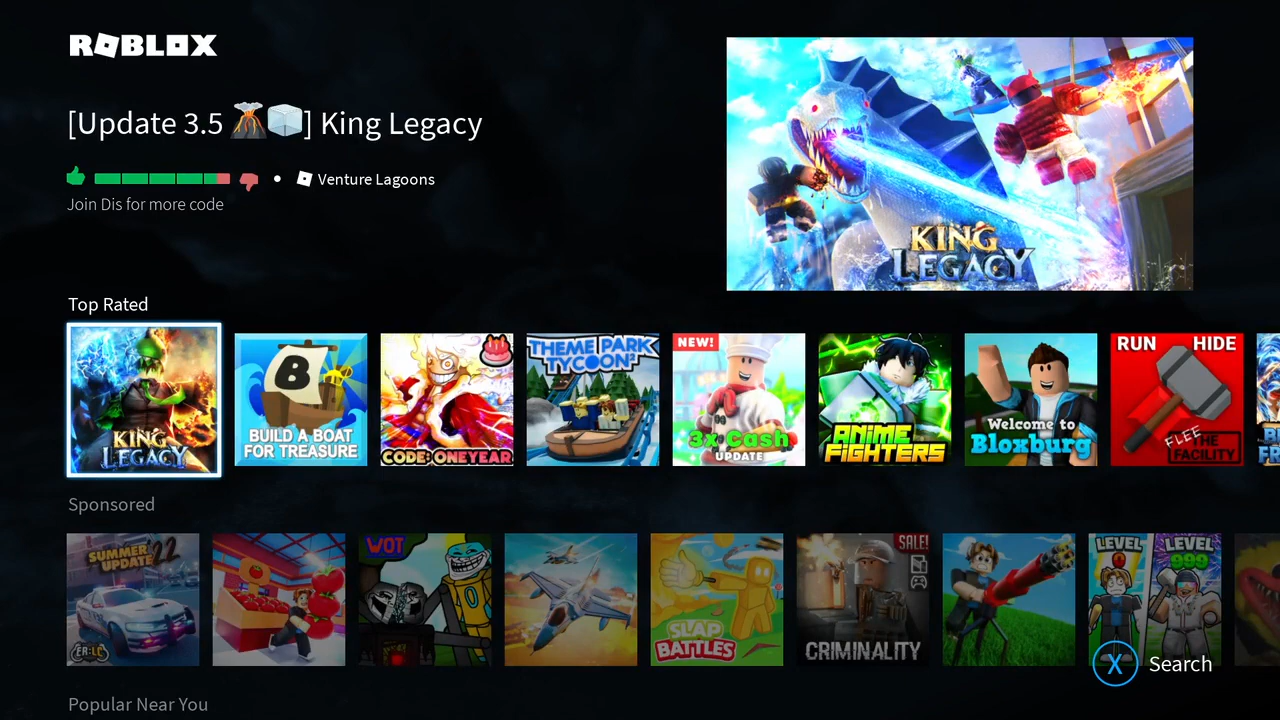 ROBLOX
[Update 3.5 🌋🧊] King Legacy
Venture Lagoons
Join Dis for more code
KING
LEGACY
Top Rated
KING
LEGACY
B
BUILD A BOAT
FOR TREASURE
CODE: ONEYEAR
THEME PARK
TYCOON 2
NEW!
3x Cash
UPDATE
ANIME
FIGHTERS
Welcome to
Bloxburg
RUN HIDE
FLEE THE
FACILITY
Sponsored
SUMMER '22
UPDATE
ER:LC
WOT
SLAP
BATTLES
SALE!
CRIMINALITY
LEVEL
0
LEVEL
999
X Search
Popular Near You